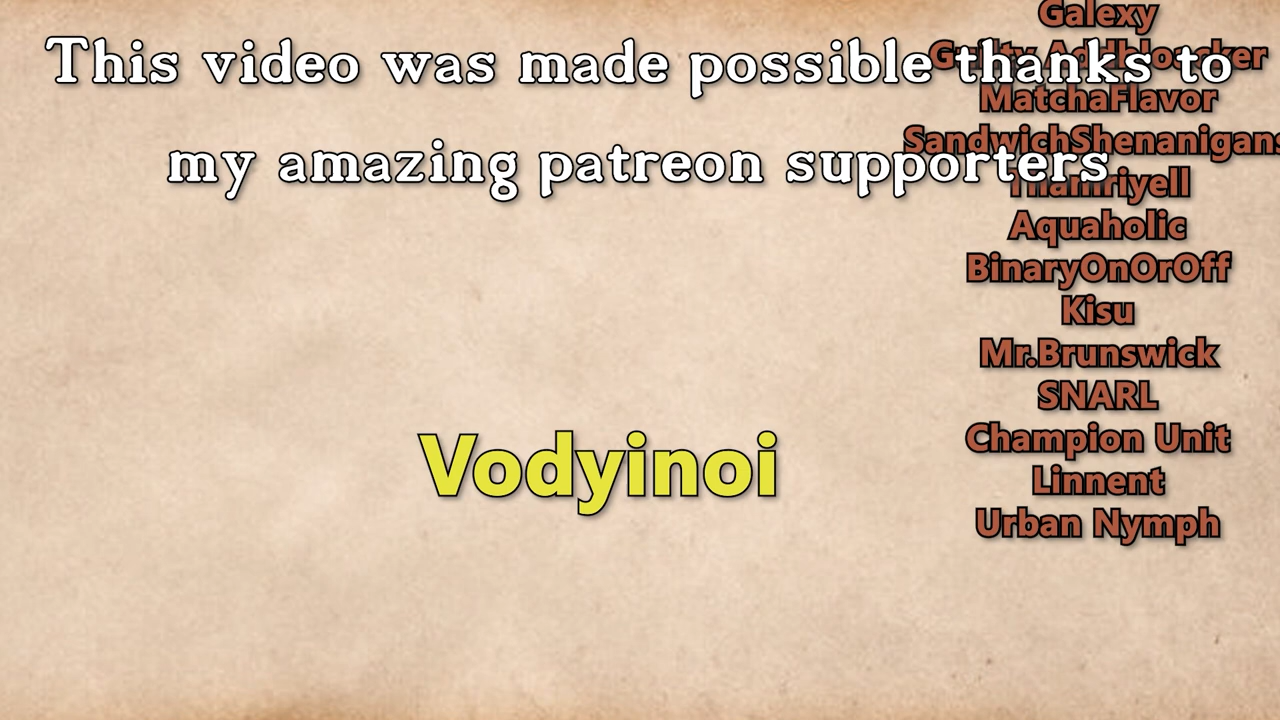 This video was made possible thanks to
my amazing patreon supporters
Galexy
MatchaFlavor
SandwichShenanigans
Aquaholic
BinaryOnOrOff
Kisu
Mr.Brunswick
SNARL
Champion Unit
Linnent
Urban Nymph
Vodyinoi